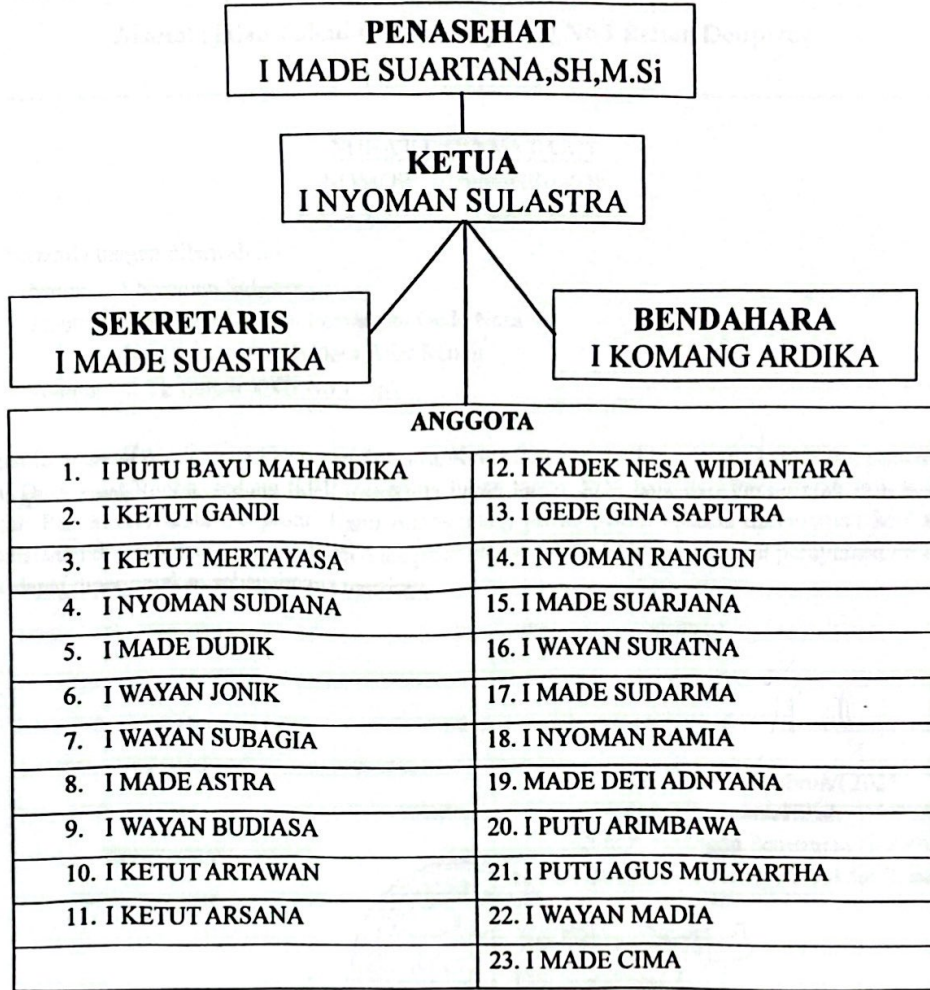 PENASEHAT
I MADE SUARTANA,SH,M.Si
KETUA
I NYOMAN SULASTRA
SEKRETARIS
I MADE SUASTIKA
BENDAHARA
I KOMANG ARDIKA
ANGGOTA
1. I PUTU BAYU MAHARDIKA
2. I KETUT GANDI
3. I KETUT MERTAYASA
4. I NYOMAN SUDIANA
5. I MADE DUDIK
6. I WAYAN JONIK
7. I WAYAN SUBAGIA
8. I MADE ASTRA
9. I WAYAN BUDIASA
10. I KETUT ARTAWAN
11. I KETUT ARSANA
12. I KADEK NESA WIDIANTARA
13. I GEDE GINA SAPUTRA
14. I NYOMAN RANGUN
15. I MADE SUARJANA
16. I WAYAN SURATNA
17. I MADE SUDARMA
18. I NYOMAN RAMIA
19. MADE DETI ADNYANA
20. I PUTU ARIMBAWA
21. I PUTU AGUS MULYARTHA
22. I WAYAN MADIA
23. I MADE CIMA